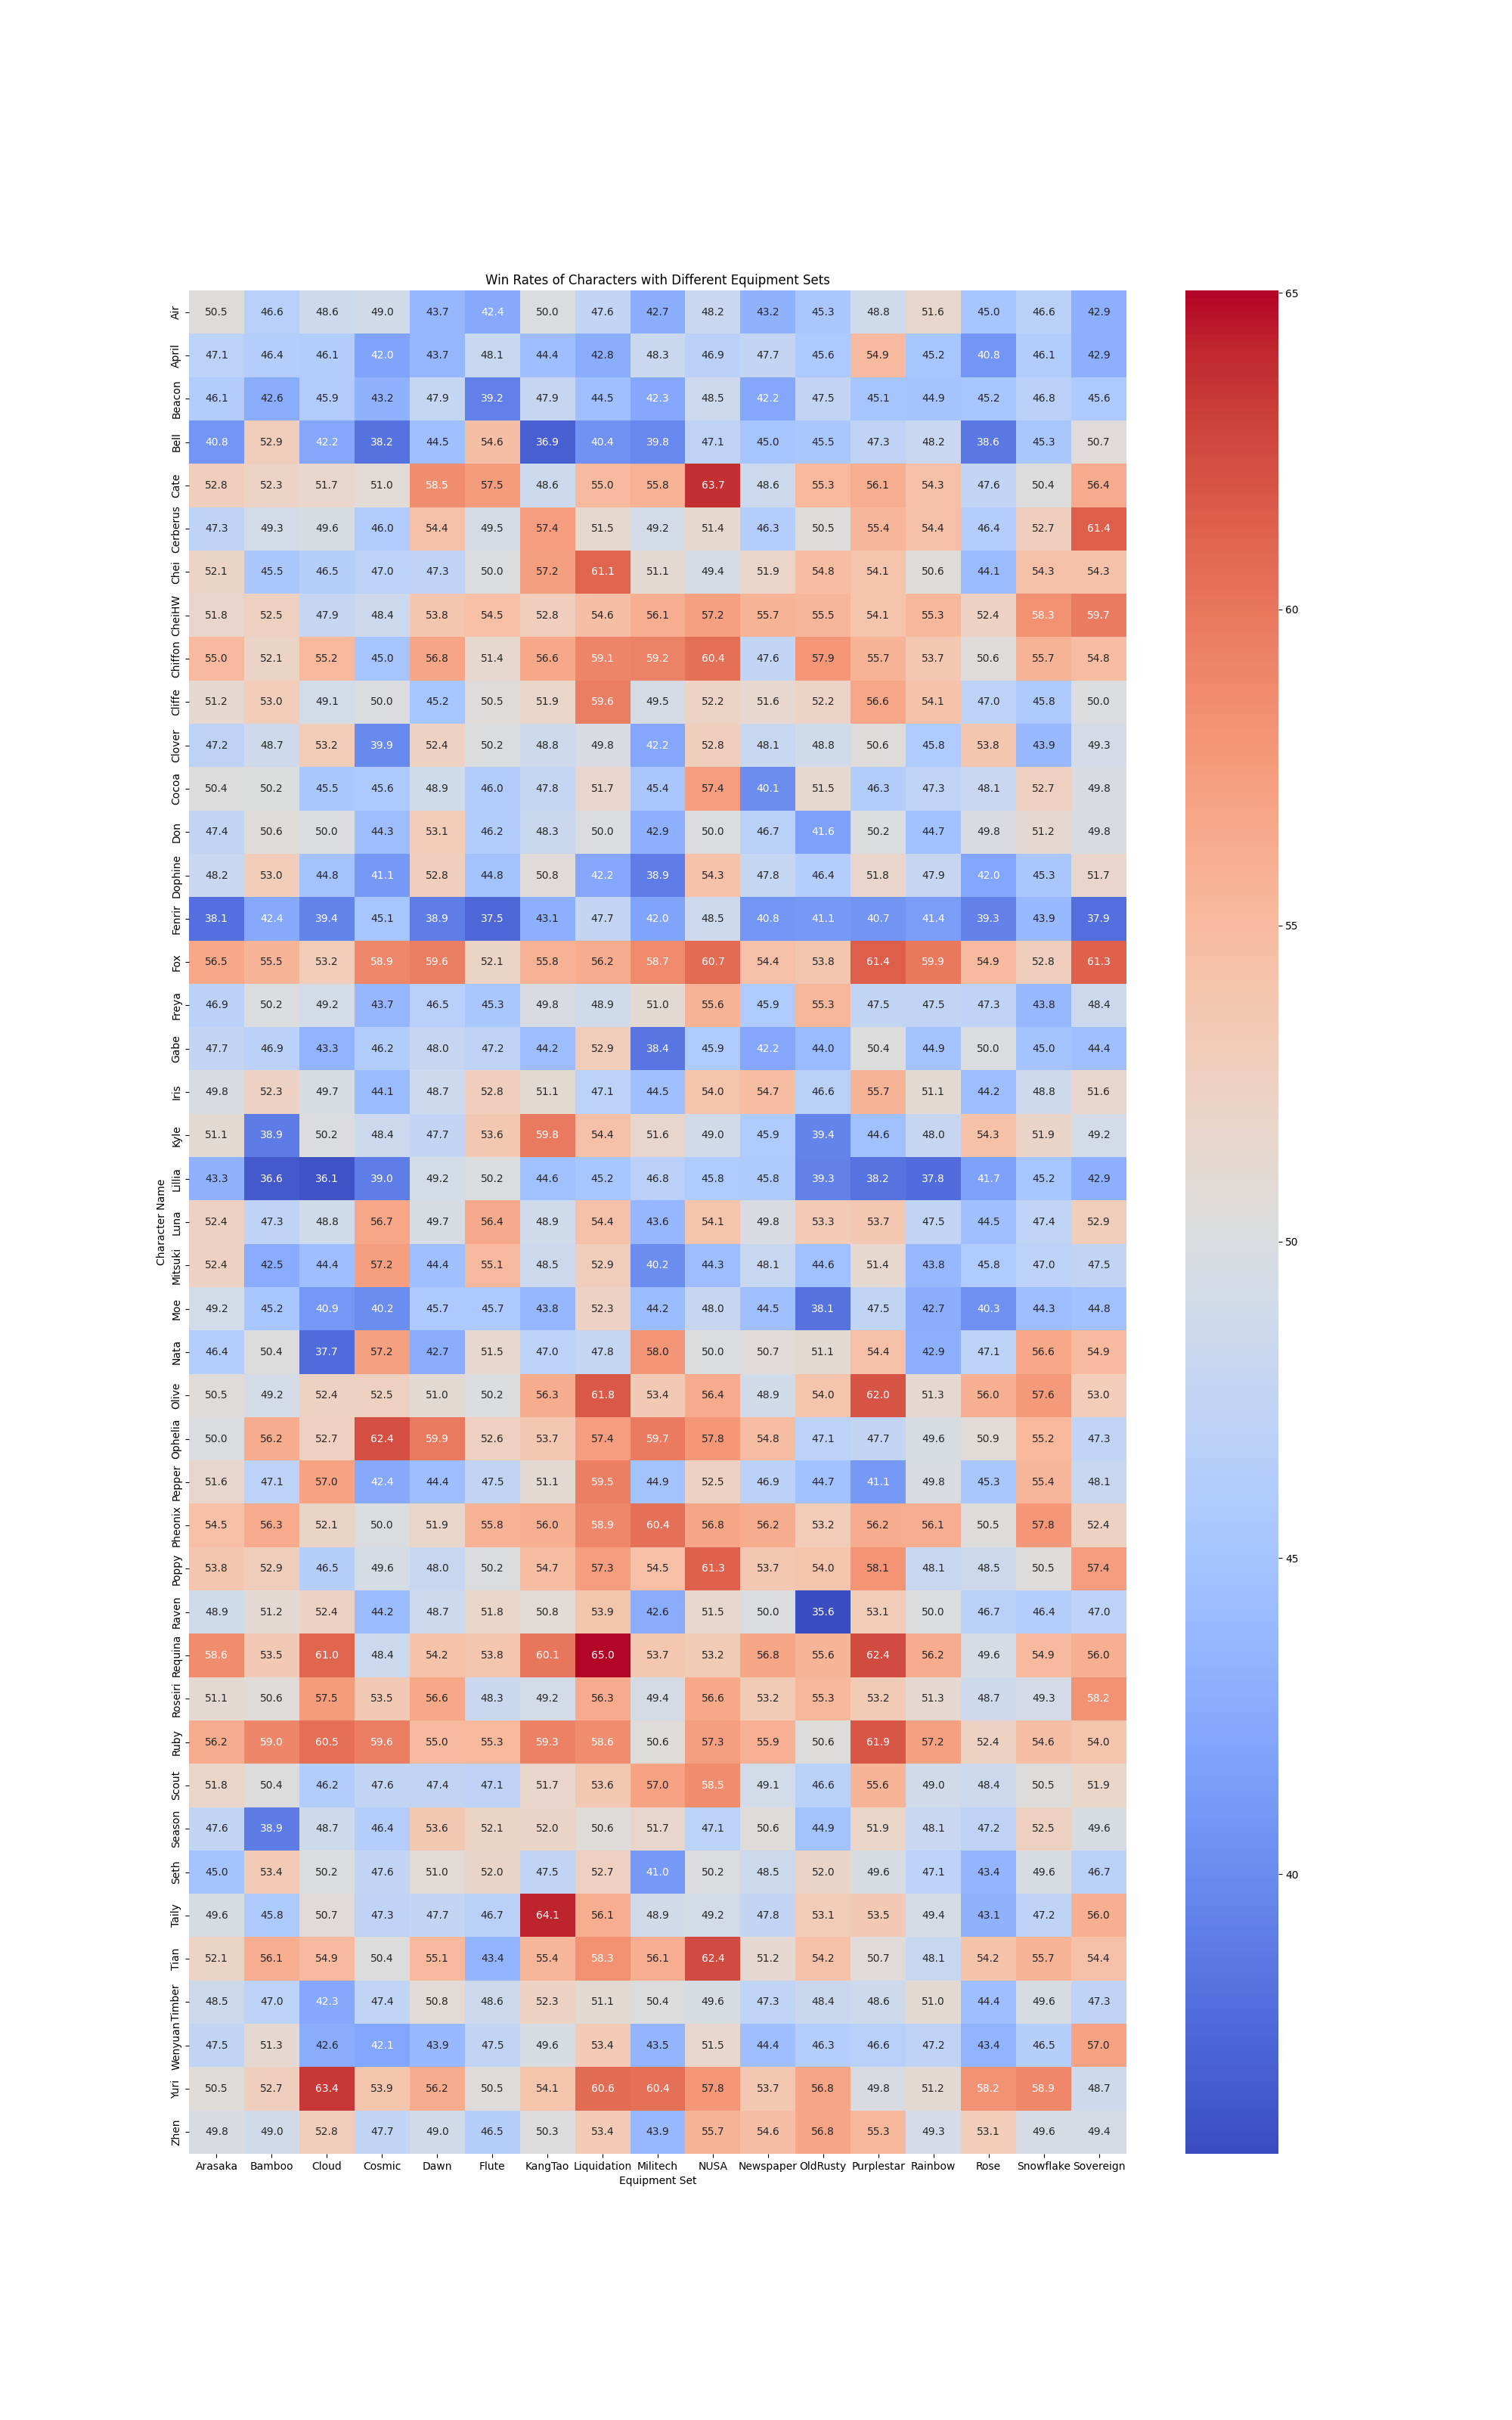 Win Rates of Characters with Different Equipment Sets
Air 50.5 46.6 48.6 49.0 43.7 42.4 50.0 47.6 42.7 48.2 43.2 45.3 48.8 51.6 45.0 46.6 42.9
April 47.1 46.4 46.1 42.0 43.7 48.1 44.4 42.8 48.3 46.9 47.7 45.6 54.9 45.2 40.8 46.1 42.9
Beacon 46.1 42.6 45.9 43.2 47.9 39.2 47.9 44.5 42.3 48.5 42.2 47.5 45.1 44.9 45.2 46.8 45.6
Bell 40.8 52.9 42.2 38.2 44.5 54.6 36.9 40.4 39.8 47.1 45.0 45.5 47.3 48.2 38.6 45.3 50.7
Cate 52.8 52.3 51.7 51.0 58.5 57.5 48.6 55.0 55.8 63.7 48.6 55.3 56.1 54.3 47.6 50.4 56.4
Cerberus 47.3 49.3 49.6 46.0 54.4 49.5 57.4 51.5 49.2 51.4 46.3 50.5 55.4 54.4 46.4 52.7 61.4
Chei 52.1 45.5 46.5 47.0 47.3 50.0 57.2 61.1 51.1 49.4 51.9 54.8 54.1 50.6 44.1 54.3 54.3
CheiHW 51.8 52.5 47.9 48.4 53.8 54.5 52.8 54.6 56.1 57.2 55.7 55.5 54.1 55.3 52.4 58.3 59.7
Chiffon 55.0 52.1 55.2 45.0 56.8 51.4 56.6 59.1 59.2 60.4 47.6 57.9 55.7 53.7 50.6 55.7 54.8
Cliffe 51.2 53.0 49.1 50.0 45.2 50.5 51.9 59.6 49.5 52.2 51.6 52.2 56.6 54.1 47.0 45.8 50.0
Clover 47.2 48.7 53.2 39.9 52.4 50.2 48.8 49.8 42.2 52.8 48.1 48.8 50.6 45.8 53.8 43.9 49.3
Cocoa 50.4 50.2 45.5 45.6 48.9 46.0 47.8 51.7 45.4 57.4 40.1 51.5 46.3 47.3 48.1 52.7 49.8
Don 47.4 50.6 50.0 44.3 53.1 46.2 48.3 50.0 42.9 50.0 46.7 41.6 50.2 44.7 49.8 51.2 49.8
Dophine 48.2 53.0 44.8 41.1 52.8 44.8 50.8 42.2 38.9 54.3 47.8 46.4 51.8 47.9 42.0 45.3 51.7
Fenrir 38.1 42.4 39.4 45.1 38.9 37.5 43.1 47.7 42.0 48.5 40.8 41.1 40.7 41.4 39.3 43.9 37.9
Fox 56.5 55.5 53.2 58.9 59.6 52.1 55.8 56.2 58.7 60.7 54.4 53.8 61.4 59.9 54.9 52.8 61.3
Freya 46.9 50.2 49.2 43.7 46.5 45.3 49.8 48.9 51.0 55.6 45.9 55.3 47.5 47.5 47.3 43.8 48.4
Gabe 47.7 46.9 43.3 46.2 48.0 47.2 44.2 52.9 38.4 45.9 42.2 44.0 50.4 44.9 50.0 45.0 44.4
Iris 49.8 52.3 49.7 44.1 48.7 52.8 51.1 47.1 44.5 54.0 54.7 46.6 55.7 51.1 44.2 48.8 51.6
Kyle 51.1 38.9 50.2 48.4 47.7 53.6 59.8 54.4 51.6 49.0 45.9 39.4 44.6 48.0 54.3 51.9 49.2
Lillia 43.3 36.6 36.1 39.0 49.2 50.2 44.6 45.2 46.8 45.8 45.8 39.3 38.2 37.8 41.7 45.2 42.9
Luna 52.4 47.3 48.8 56.7 49.7 56.4 48.9 54.4 43.6 54.1 49.8 53.3 53.7 47.5 44.5 47.4 52.9
Mitsuki 52.4 42.5 44.4 57.2 44.4 55.1 48.5 52.9 40.2 44.3 48.1 44.6 51.4 43.8 45.8 47.0 47.5
Moe 49.2 45.2 40.9 40.2 45.7 45.7 43.8 52.3 44.2 48.0 44.5 38.1 47.5 42.7 40.3 44.3 44.8
Nata 46.4 50.4 37.7 57.2 42.7 51.5 47.0 47.8 58.0 50.0 50.7 51.1 54.4 42.9 47.1 56.6 54.9
Olive 50.5 49.2 52.4 52.5 51.0 50.2 56.3 61.8 53.4 56.4 48.9 54.0 62.0 51.3 56.0 57.6 53.0
Ophelia 50.0 56.2 52.7 62.4 59.9 52.6 53.7 57.4 59.7 57.8 54.8 47.1 47.7 49.6 50.9 55.2 47.3
Pepper 51.6 47.1 57.0 42.4 44.4 47.5 51.1 59.5 44.9 52.5 46.9 44.7 41.1 49.8 45.3 55.4 48.1
Pheonix 54.5 56.3 52.1 50.0 51.9 55.8 56.0 58.9 60.4 56.8 56.2 53.2 56.2 56.1 50.5 57.8 52.4
Poppy 53.8 52.9 46.5 49.6 48.0 50.2 54.7 57.3 54.5 61.3 53.7 54.0 58.1 48.1 48.5 50.5 57.4
Raven 48.9 51.2 52.4 44.2 48.7 51.8 50.8 53.9 42.6 51.5 50.0 35.6 53.1 50.0 46.7 46.4 47.0
Requina 58.6 53.5 61.0 48.4 54.2 53.8 60.1 65.0 53.7 53.2 56.8 55.6 62.4 56.2 49.6 54.9 56.0
Roseiri 51.1 50.6 57.5 53.5 56.6 48.3 49.2 56.3 49.4 56.6 53.2 55.3 53.2 51.3 48.7 49.3 58.2
Ruby 56.2 59.0 60.5 59.6 55.0 55.3 59.3 58.6 50.6 57.3 55.9 50.6 61.9 57.2 52.4 54.6 54.0
Scout 51.8 50.4 46.2 47.6 47.4 47.1 51.7 53.6 57.0 58.5 49.1 46.6 55.6 49.0 48.4 50.5 51.9
Season 47.6 38.9 48.7 46.4 53.6 52.1 52.0 50.6 51.7 47.1 50.6 44.9 51.9 48.1 47.2 52.5 49.6
Seth 45.0 53.4 50.2 47.6 51.0 52.0 47.5 52.7 41.0 50.2 48.5 52.0 49.6 47.1 43.4 49.6 46.7
Taily 49.6 45.8 50.7 47.3 47.7 46.7 64.1 56.1 48.9 49.2 47.8 53.1 53.5 49.4 43.1 47.2 56.0
Tian 52.1 56.1 54.9 50.4 55.1 43.4 55.4 58.3 56.1 62.4 51.2 54.2 50.7 48.1 54.2 55.7 54.4
Timber 48.5 47.0 42.3 47.4 50.8 48.6 52.3 51.1 50.4 49.6 47.3 48.4 48.6 51.0 44.4 49.6 47.3
Wenyuan 47.5 51.3 42.6 42.1 43.9 47.5 49.6 53.4 43.5 51.5 44.4 46.3 46.6 47.2 43.4 46.5 57.0
Yuri 50.5 52.7 63.4 53.9 56.2 50.5 54.1 60.6 60.4 57.8 53.7 56.8 49.8 51.2 58.2 58.9 48.7
Zhen 49.8 49.0 52.8 47.7 49.0 46.5 50.3 53.4 43.9 55.7 54.6 56.8 55.3 49.3 53.1 49.6 49.4
Arasaka Bamboo Cloud Cosmic Dawn Flute KangTao Liquidation Militech NUSA Newspaper OldRusty Purplestar Rainbow Rose Snowflake Sovereign
Equipment Set
Character Name
65
60
55
50
45
40